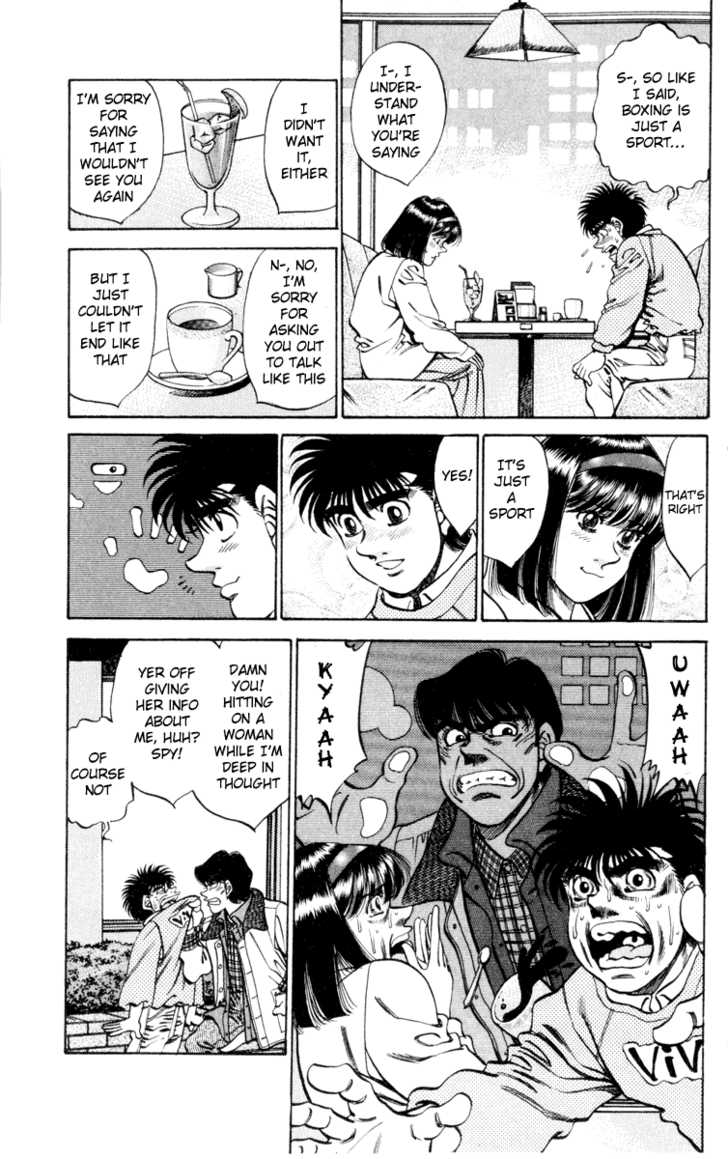 S-, SO LIKE
I SAID,
BOXING IS
JUST A
SPORT...
I-, I
UNDER-
STAND
WHAT
YOU'RE
SAYING
I
DIDN'T
WANT
IT,
EITHER
I'M SORRY
FOR
SAYING
THAT I
WOULDN'T
SEE YOU
AGAIN
N-, NO,
I'M
SORRY
FOR
ASKING
YOU OUT
TO TALK
LIKE THIS
BUT I
JUST
COULDN'T
LET IT
END LIKE
THAT
THAT'S
RIGHT
IT'S
JUST
A
SPORT
YES!
UWAAH
KYAAH
ViV
DAMN
YOU!
HITTING
ON A
WOMAN
WHILE I'M
DEEP IN
THOUGHT
YER OFF
GIVING
HER INFO
ABOUT
ME, HUH?
SPY!
OF
COURSE
NOT